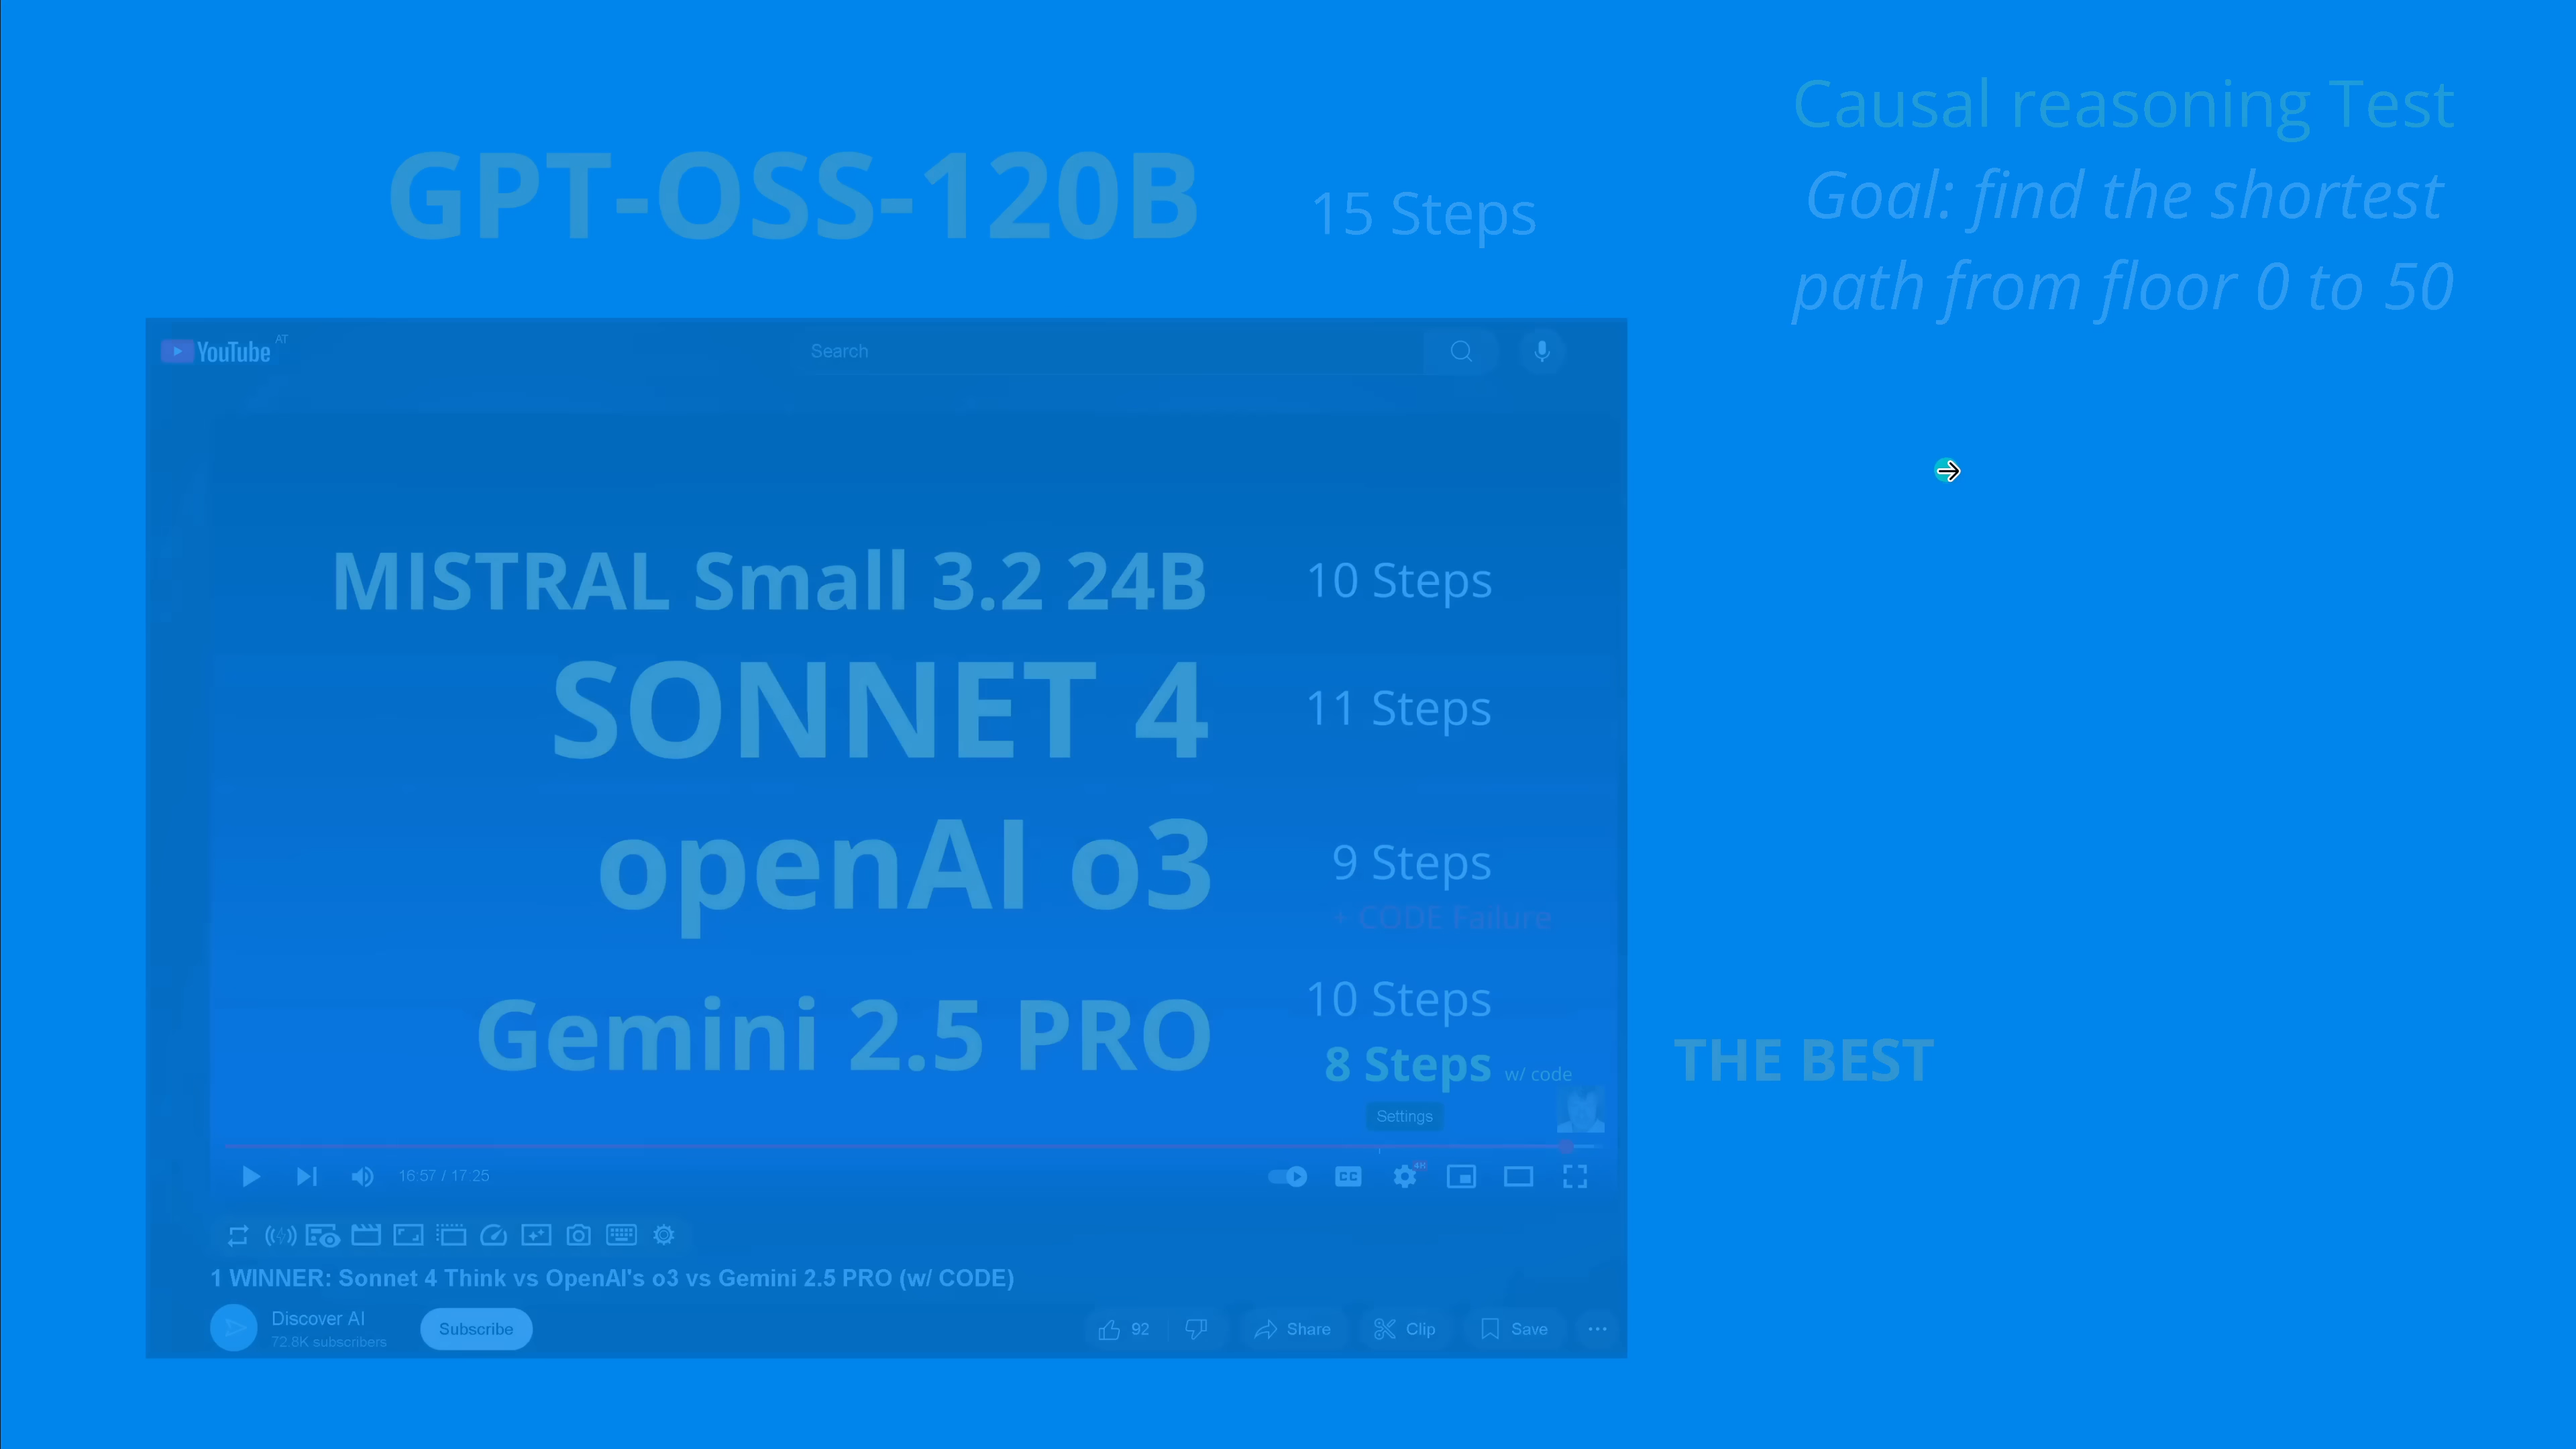 Causal reasoning Test
Goal: find the shortest
path from floor 0 to 50
GPT-OSS-120B 15 Steps
YouTube AT
Search
MISTRAL Small 3.2 24B 10 Steps
SONNET 4 11 Steps
openAI o3 9 Steps
+ CODE Failure
Gemini 2.5 PRO 10 Steps
8 Steps w/ code
THE BEST
Settings
16:57 / 17:25
CC
4K
1 WINNER: Sonnet 4 Think vs OpenAI's o3 vs Gemini 2.5 PRO (w/ CODE)
Discover AI
72.8K subscribers
Subscribe
92
Share
Clip
Save